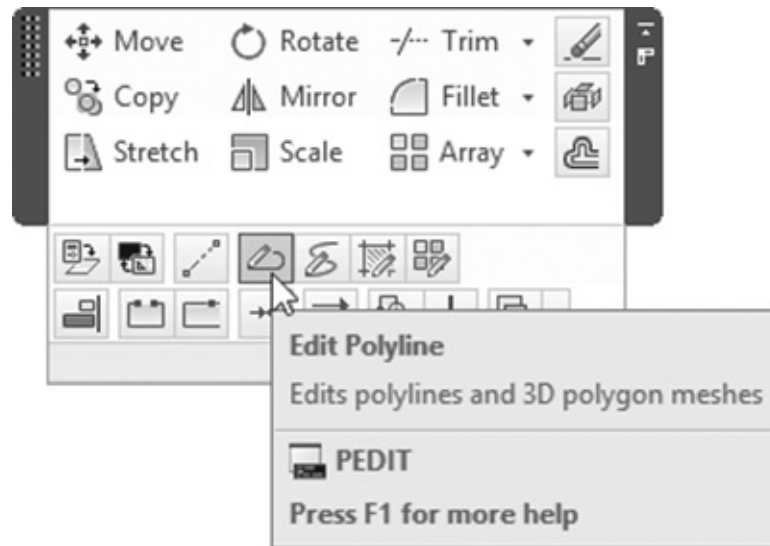 Move Rotate Trim
Copy Mirror Fillet
Stretch Scale Array
Edit Polyline
Edits polylines and 3D polygon meshes
PEDIT
Press F1 for more help